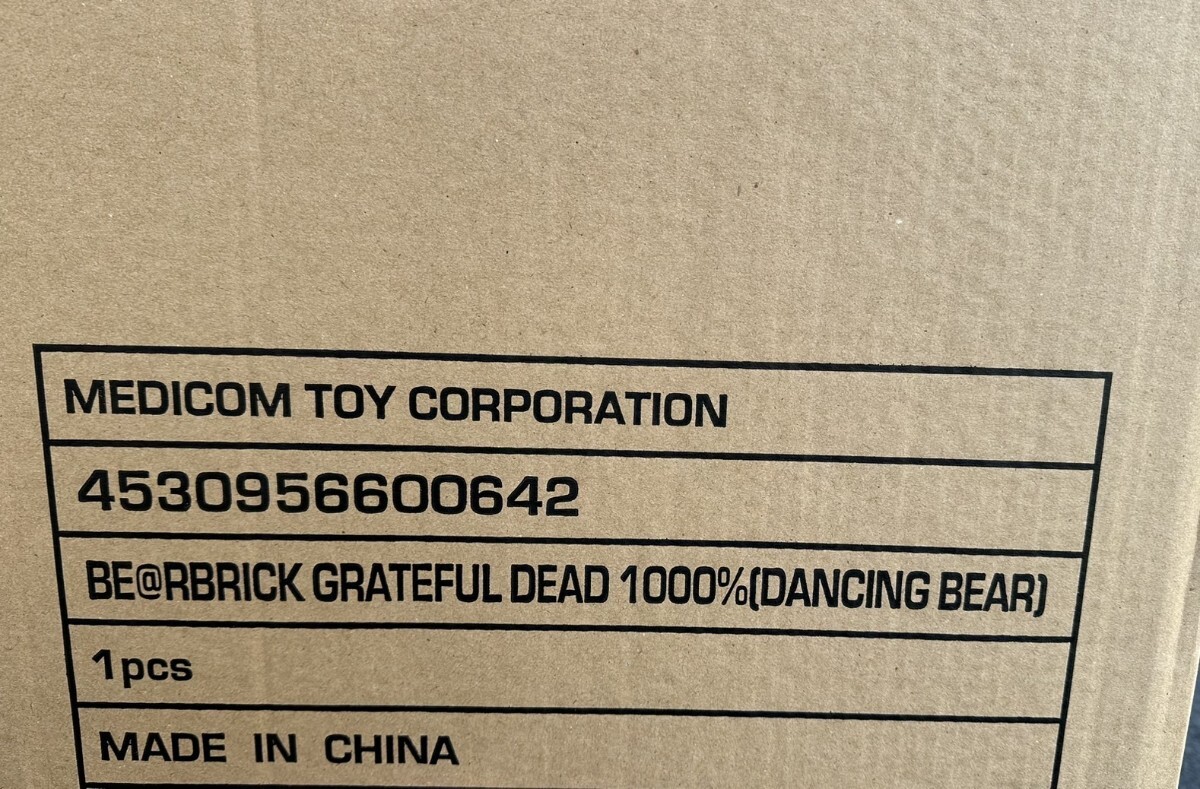 MEDICOM TOY CORPORATION
4530956600642
BE@RBRICK GRATEFUL DEAD 1000%(DANCING BEAR)
1pcs
MADE IN CHINA